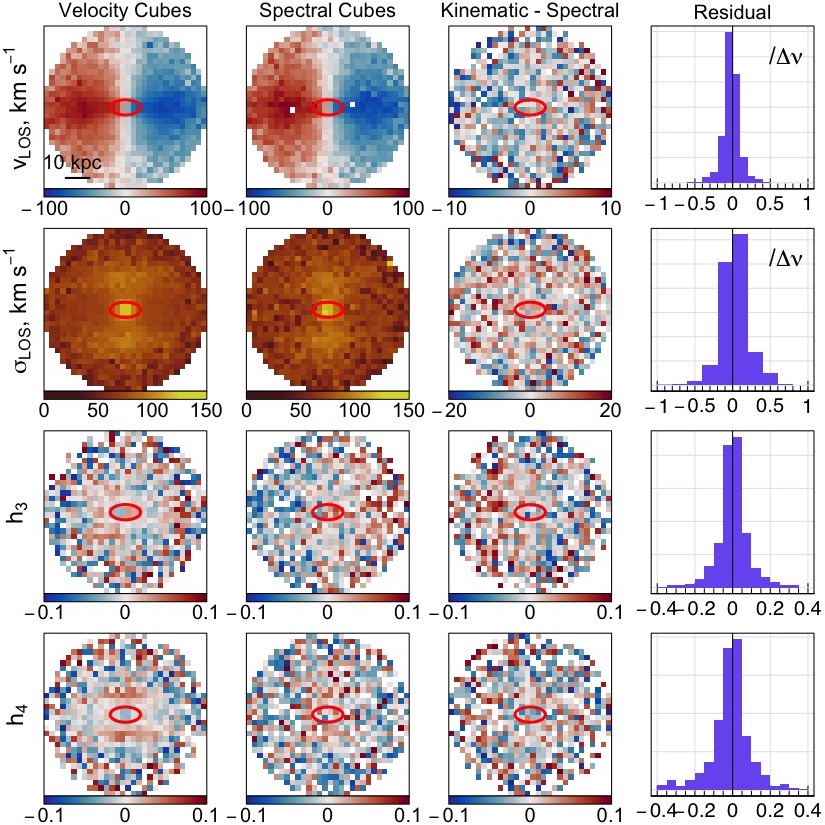 Velocity Cubes Spectral Cubes Kinematic - Spectral Residual
v_LOS, km s⁻¹
10 kpc
/Δν
−100 0 100 −100 0 100 −10 0 10 −1 −0.5 0 0.5 1
σ_LOS, km s⁻¹
/Δν
0 50 100 150 0 50 100 150 −20 0 20 −1 −0.5 0 0.5 1
h₃
−0.1 0 0.1 −0.1 0 0.1 −0.1 0 0.1 −0.4 −0.2 0 0.2 0.4
h₄
−0.1 0 0.1 −0.1 0 0.1 −0.1 0 0.1 −0.4 −0.2 0 0.2 0.4